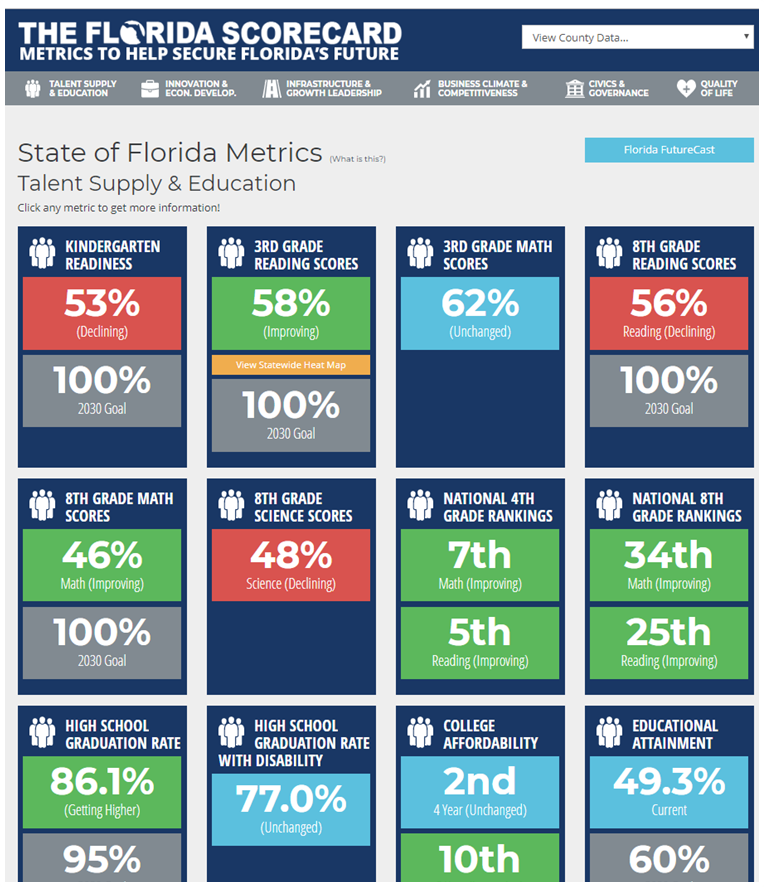 THE FLORIDA SCORECARD
METRICS TO HELP SECURE FLORIDA'S FUTURE
View County Data...
TALENT SUPPLY
& EDUCATION
INNOVATION &
ECON. DEVELOP.
INFRASTRUCTURE &
GROWTH LEADERSHIP
BUSINESS CLIMATE &
COMPETITIVENESS
CIVICS &
GOVERNANCE
QUALITY
OF LIFE
State of Florida Metrics (What is this?)
Florida FutureCast
Talent Supply & Education
Click any metric to get more information!
KINDERGARTEN
READINESS
53%
(Declining)
100%
2030 Goal
3RD GRADE
READING SCORES
58%
(Improving)
View Statewide Heat Map
100%
2030 Goal
3RD GRADE MATH
SCORES
62%
(Unchanged)
8TH GRADE
READING SCORES
56%
Reading (Declining)
100%
2030 Goal
8TH GRADE MATH
SCORES
46%
Math (Improving)
100%
2030 Goal
8TH GRADE
SCIENCE SCORES
48%
Science (Declining)
NATIONAL 4TH
GRADE RANKINGS
7th
Math (Improving)
5th
Reading (Improving)
NATIONAL 8TH
GRADE RANKINGS
34th
Math (Improving)
25th
Reading (Improving)
HIGH SCHOOL
GRADUATION RATE
86.1%
(Getting Higher)
95%
HIGH SCHOOL
GRADUATION RATE
WITH DISABILITY
77.0%
(Unchanged)
COLLEGE
AFFORDABILITY
2nd
4 Year (Unchanged)
10th
EDUCATIONAL
ATTAINMENT
49.3%
Current
60%